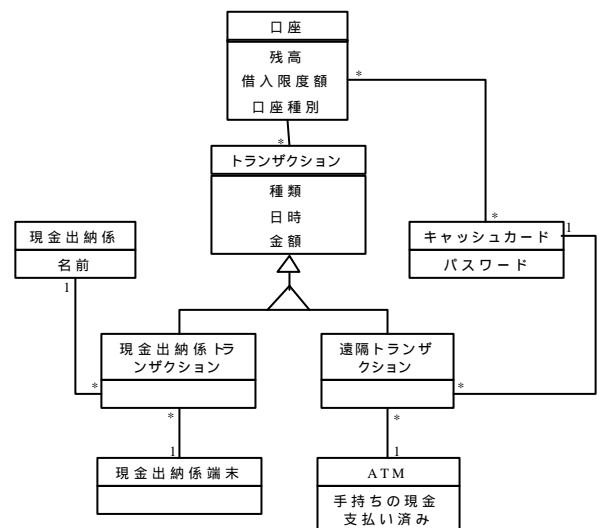 口座
残高
借入限度額
口座種別
*
*
トランザクション
種類
日時
金額
現金出納係
名前
1
*
キャッシュカード
1
パスワード
現金出納係トラ
ンザクション
*
*
遠隔トランザ
クション
*
*
1
現金出納係端末
1
ATM
手持ちの現金
支払い済み